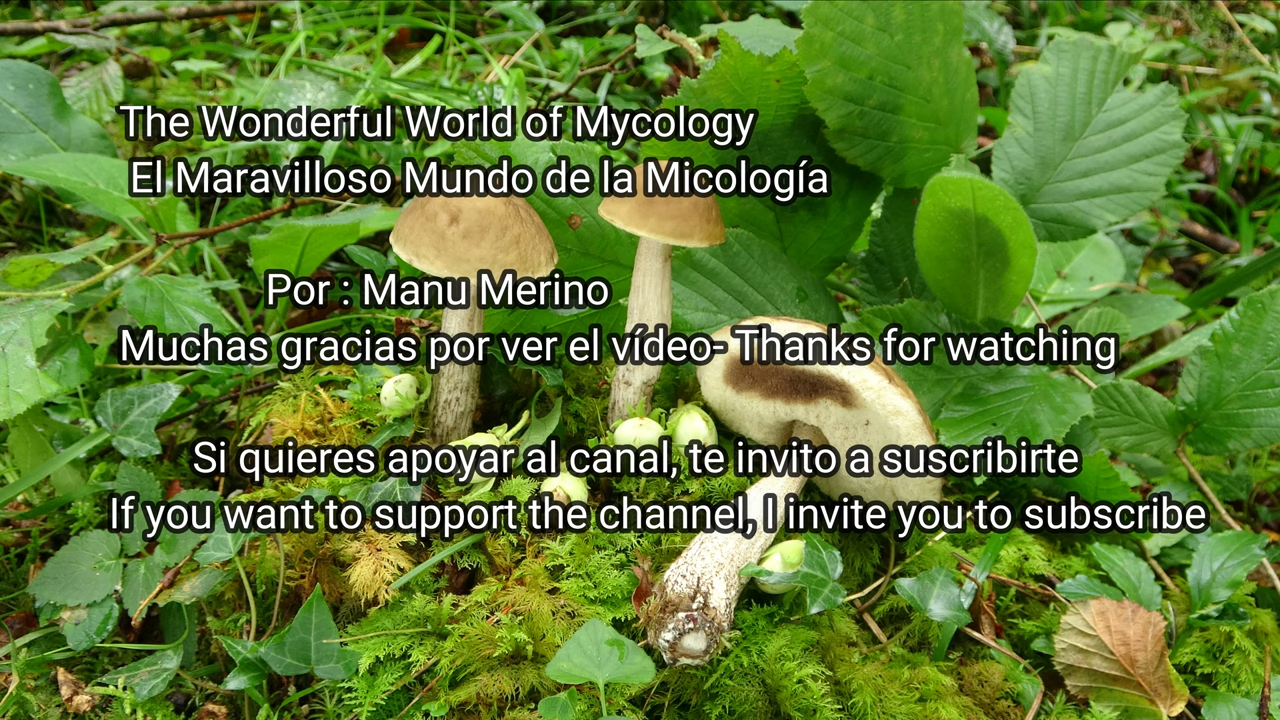 The Wonderful World of Mycology
El Maravilloso Mundo de la Micología
Por : Manu Merino
Muchas gracias por ver el vídeo- Thanks for watching
Si quieres apoyar al canal, te invito a suscribirte
If you want to support the channel, I invite you to subscribe